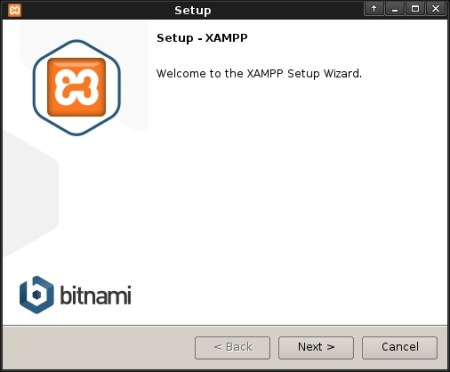 Setup
Setup - XAMPP
Welcome to the XAMPP Setup Wizard.
bitnami
< Back
Next >
Cancel